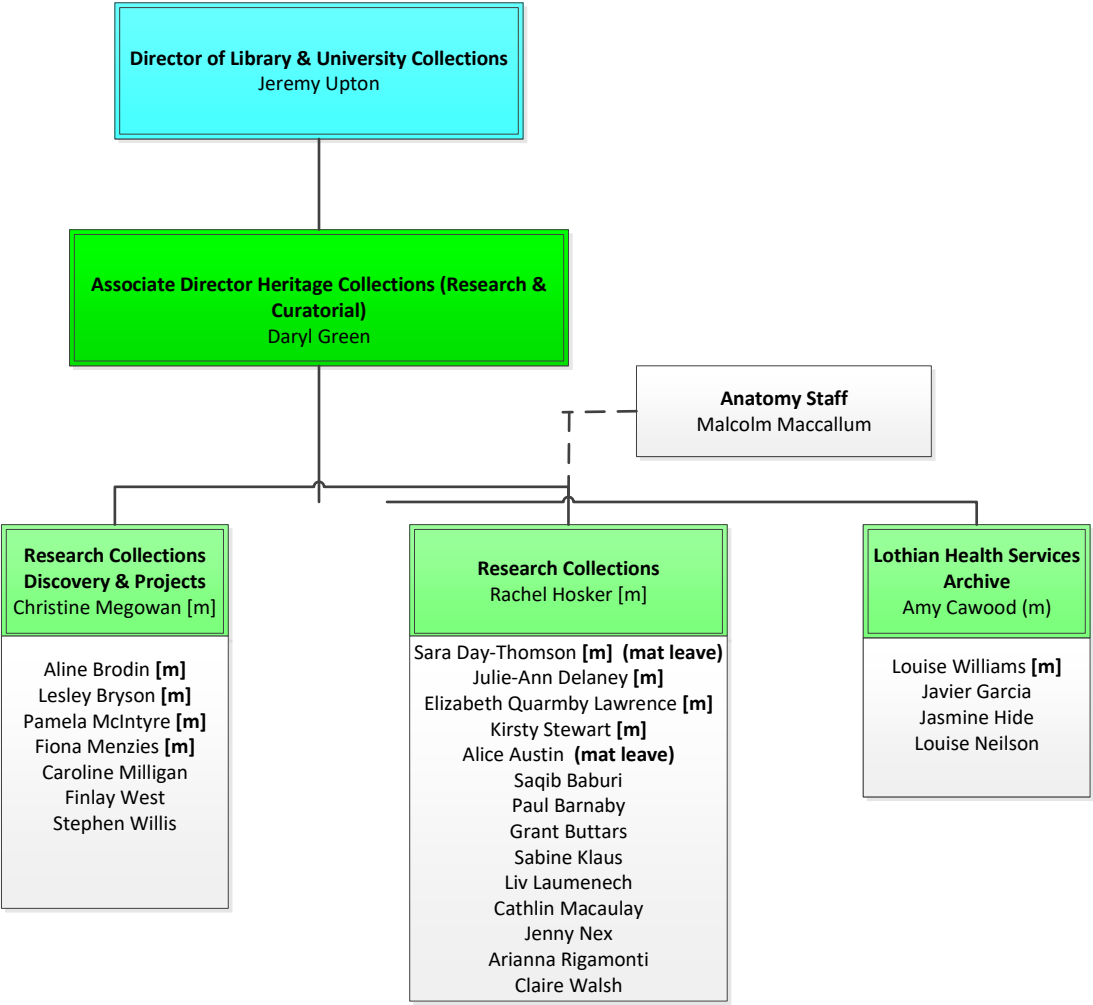 Director of Library & University Collections
Jeremy Upton
Associate Director Heritage Collections (Research &
Curatorial)
Daryl Green
Anatomy Staff
Malcolm Maccallum
Research Collections
Discovery & Projects
Christine Megowan [m]
Aline Brodin [m]
Lesley Bryson [m]
Pamela McIntyre [m]
Fiona Menzies [m]
Caroline Milligan
Finlay West
Stephen Willis
Research Collections
Rachel Hosker [m]
Sara Day-Thomson [m] (mat leave)
Julie-Ann Delaney [m]
Elizabeth Quarmby Lawrence [m]
Kirsty Stewart [m]
Alice Austin (mat leave)
Saqib Baburi
Paul Barnaby
Grant Buttars
Sabine Klaus
Liv Laumenech
Cathlin Macaulay
Jenny Nex
Arianna Rigamonti
Claire Walsh
Lothian Health Services
Archive
Amy Cawood (m)
Louise Williams [m]
Javier Garcia
Jasmine Hide
Louise Neilson